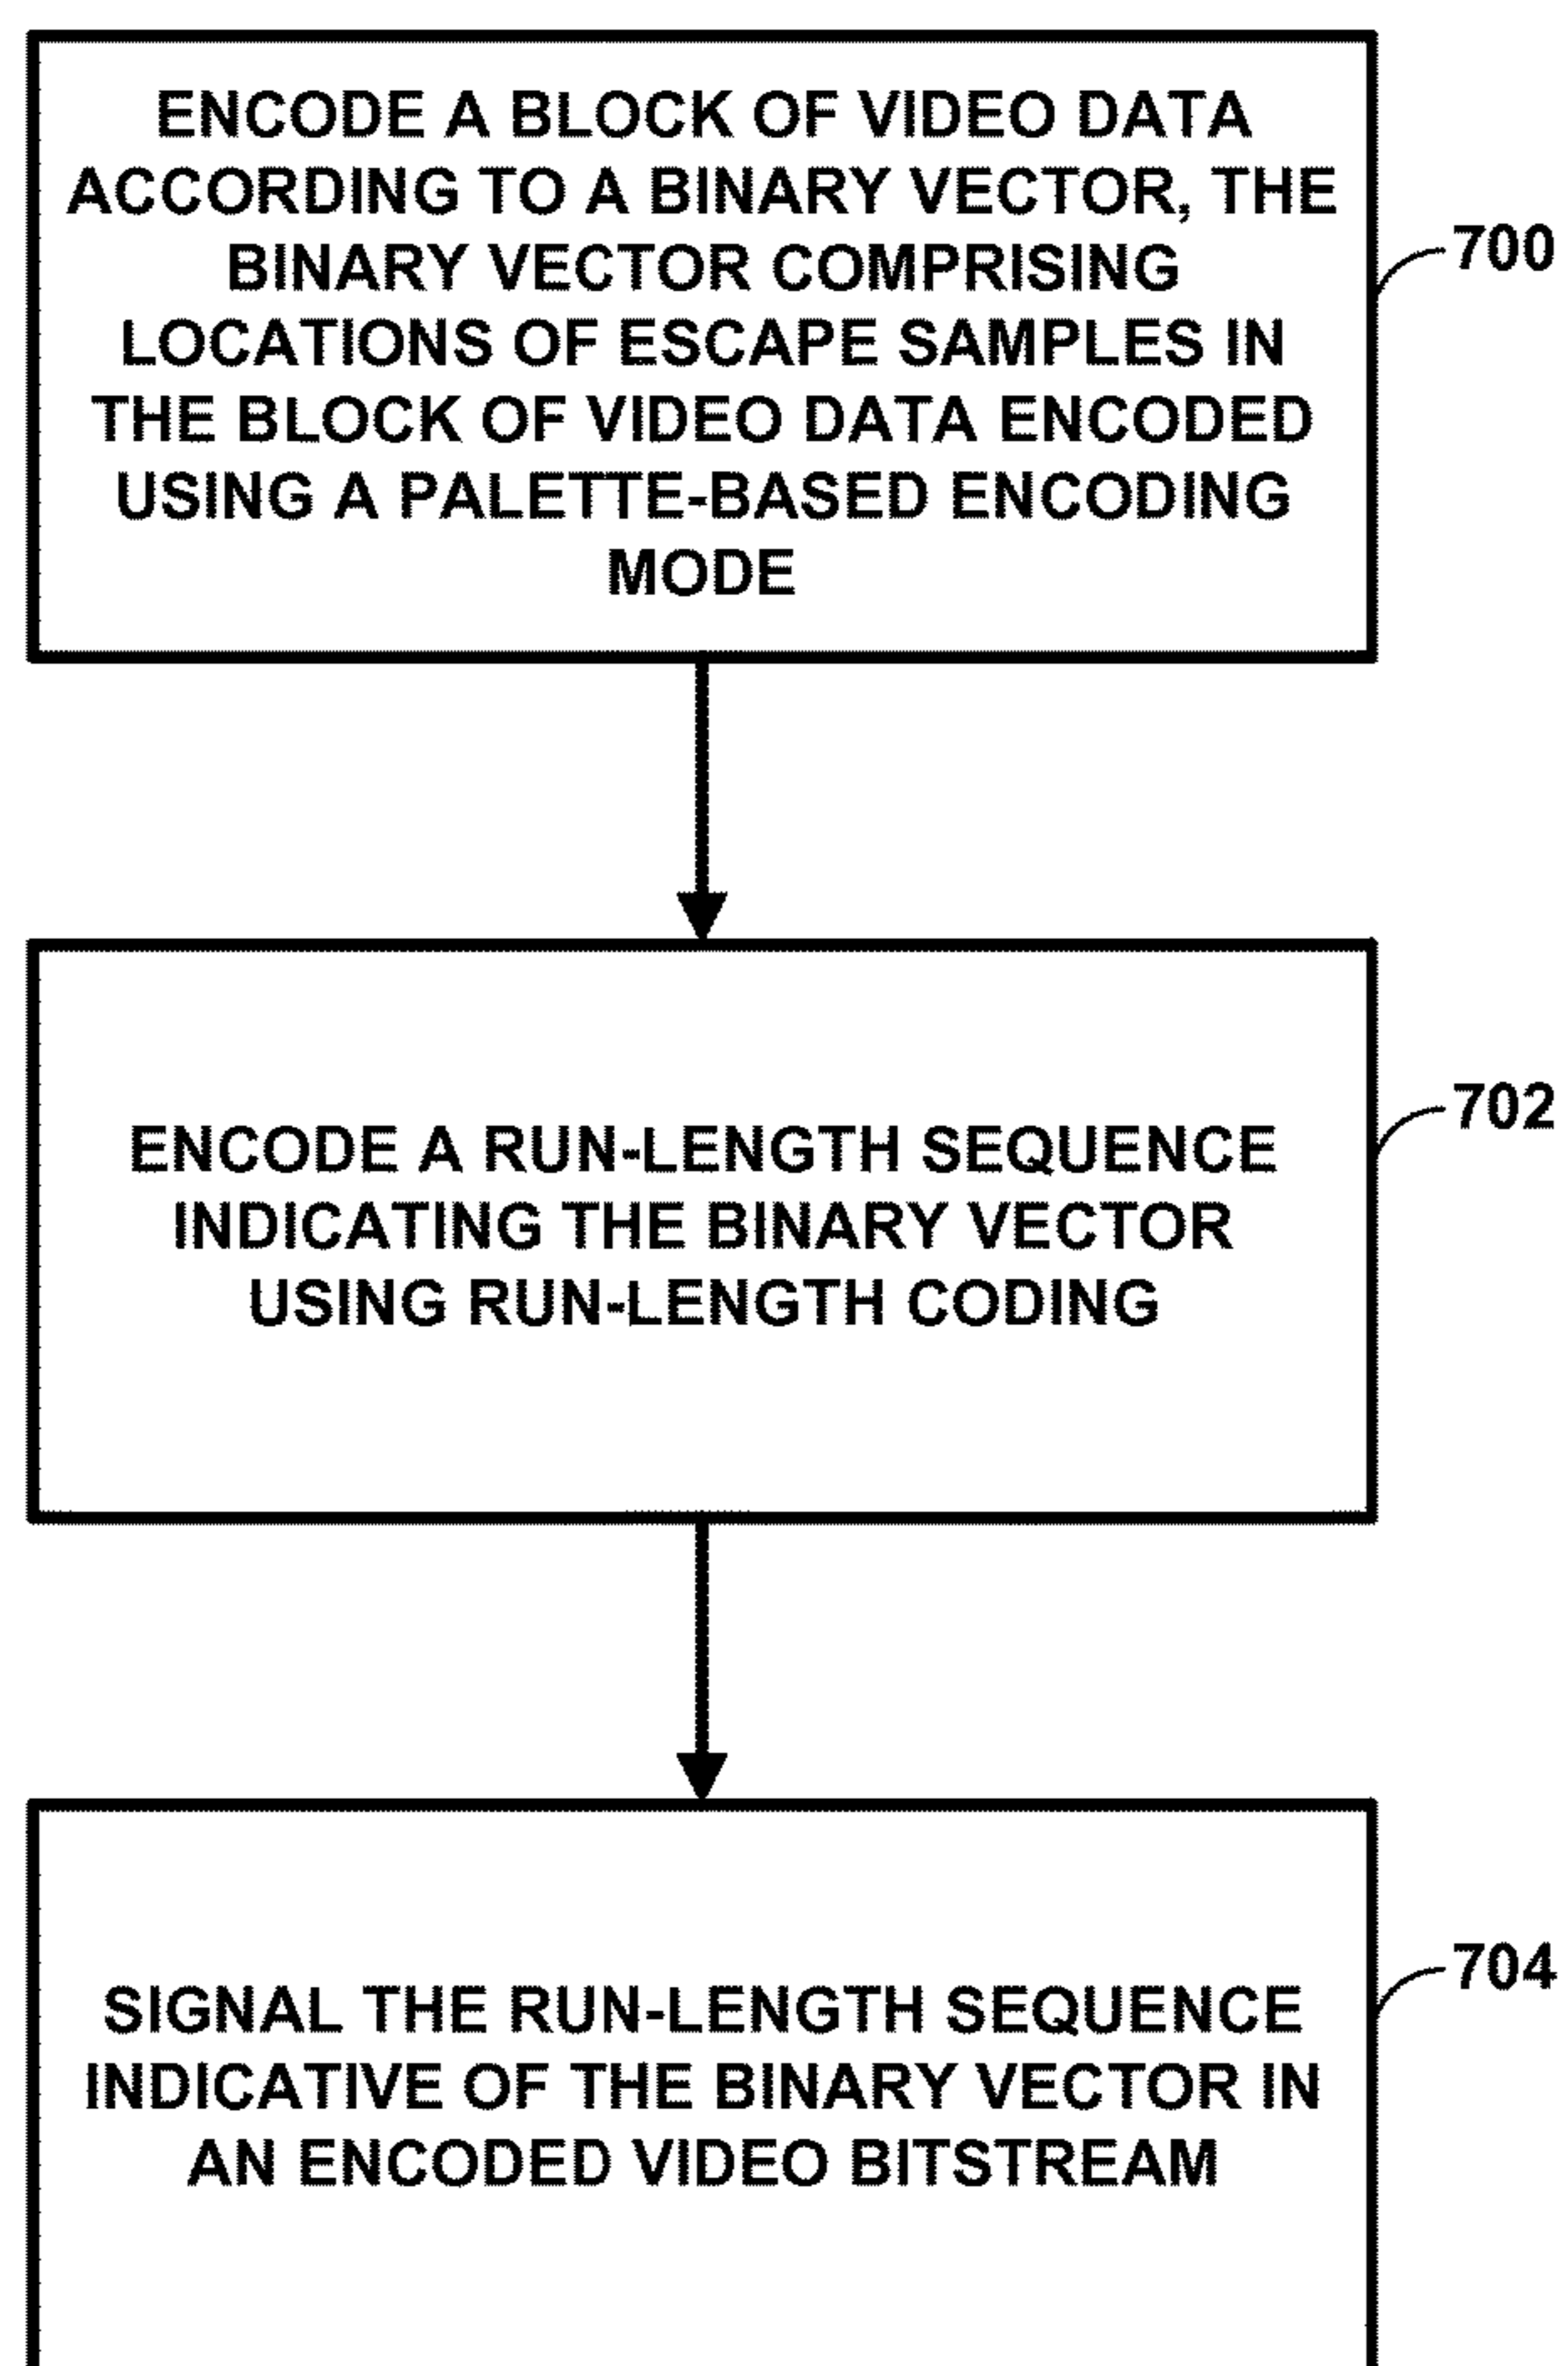 ENCODE A BLOCK OF VIDEO DATA
ACCORDING TO A BINARY VECTOR, THE
BINARY VECTOR COMPRISING
LOCATIONS OF ESCAPE SAMPLES IN
THE BLOCK OF VIDEO DATA ENCODED
USING A PALETTE-BASED ENCODING
MODE
700
ENCODE A RUN-LENGTH SEQUENCE
INDICATING THE BINARY VECTOR
USING RUN-LENGTH CODING
702
SIGNAL THE RUN-LENGTH SEQUENCE
INDICATIVE OF THE BINARY VECTOR IN
AN ENCODED VIDEO BITSTREAM
704